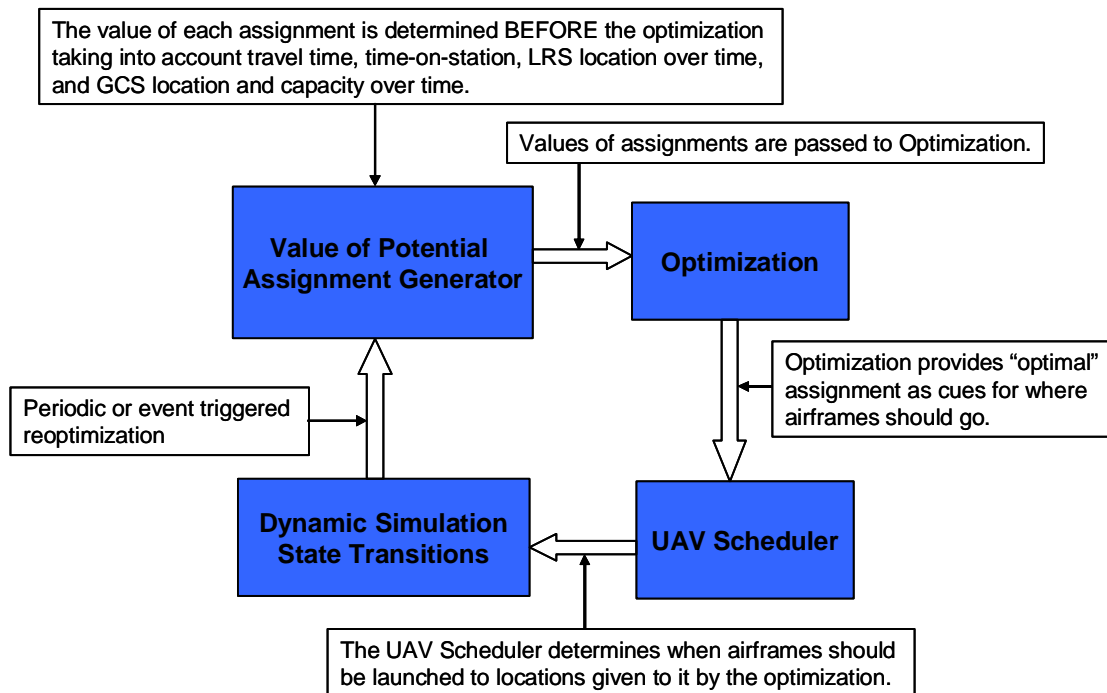 The value of each assignment is determined BEFORE the optimization
taking into account travel time, time-on-station, LRS location over time,
and GCS location and capacity over time.
Values of assignments are passed to Optimization.
Value of Potential
Assignment Generator
Optimization
Optimization provides “optimal”
assignment as cues for where
airframes should go.
Periodic or event triggered
reoptimization
Dynamic Simulation
State Transitions
UAV Scheduler
The UAV Scheduler determines when airframes should
be launched to locations given to it by the optimization.